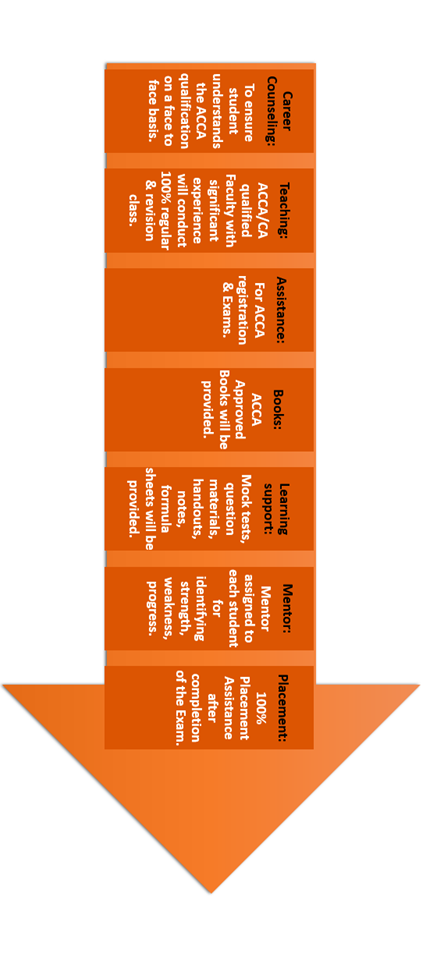 Career
Counseling:
To ensure
student
understands
the ACCA
qualification
on a face to
face basis.
Teaching:
ACCA/CA
qualified
Faculty with
significant
experience
will conduct
100% regular
& revision
class.
Assistance:
For ACCA
registration
& Exams.
Books:
ACCA
Approved
Books will be
provided.
Learning
support:
Mock tests,
question
materials,
handouts,
notes,
formula
sheets will be
provided.
Mentor:
Mentor
assigned to
each student
for
identifying
strength,
weakness,
progress.
Placement:
100%
Placement
Assistance
after
completion
of the Exam.